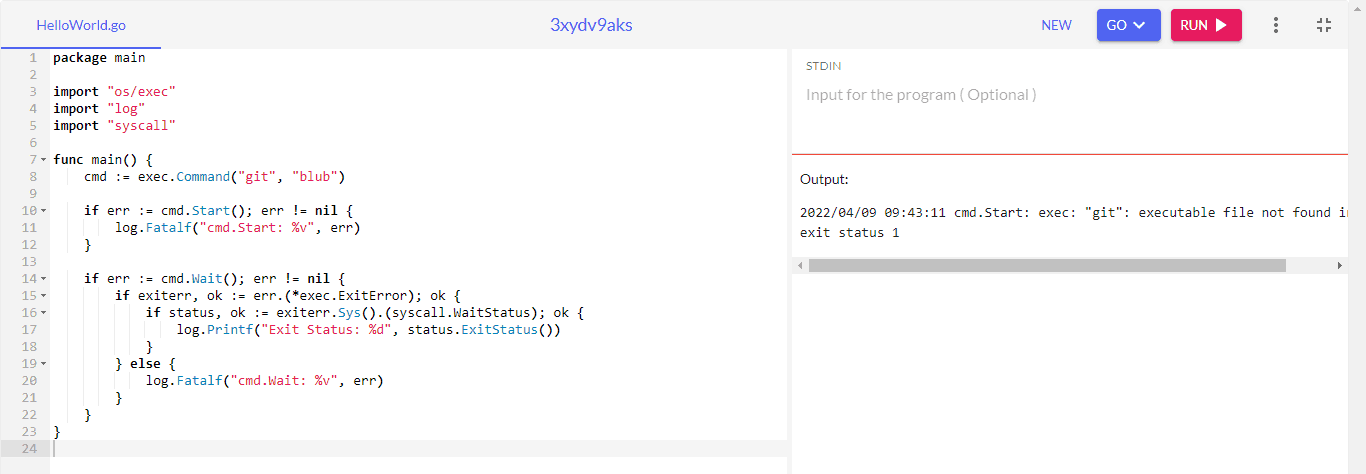 HelloWorld.go
3xydv9aks
NEW
GO
RUN
1 package main
2
3 import "os/exec"
4 import "log"
5 import "syscall"
6
7 func main() {
8     cmd := exec.Command("git", "blub")
9
10     if err := cmd.Start(); err != nil {
11         log.Fatalf("cmd.Start: %v", err)
12     }
13
14     if err := cmd.Wait(); err != nil {
15         if exiterr, ok := err.(*exec.ExitError); ok {
16             if status, ok := exiterr.Sys().(syscall.WaitStatus); ok {
17                 log.Printf("Exit Status: %d", status.ExitStatus())
18             }
19         } else {
20             log.Fatalf("cmd.Wait: %v", err)
21         }
22     }
23 }
24
STDIN
Input for the program ( Optional )
Output:
2022/04/09 09:43:11 cmd.Start: exec: "git": executable file not found
exit status 1